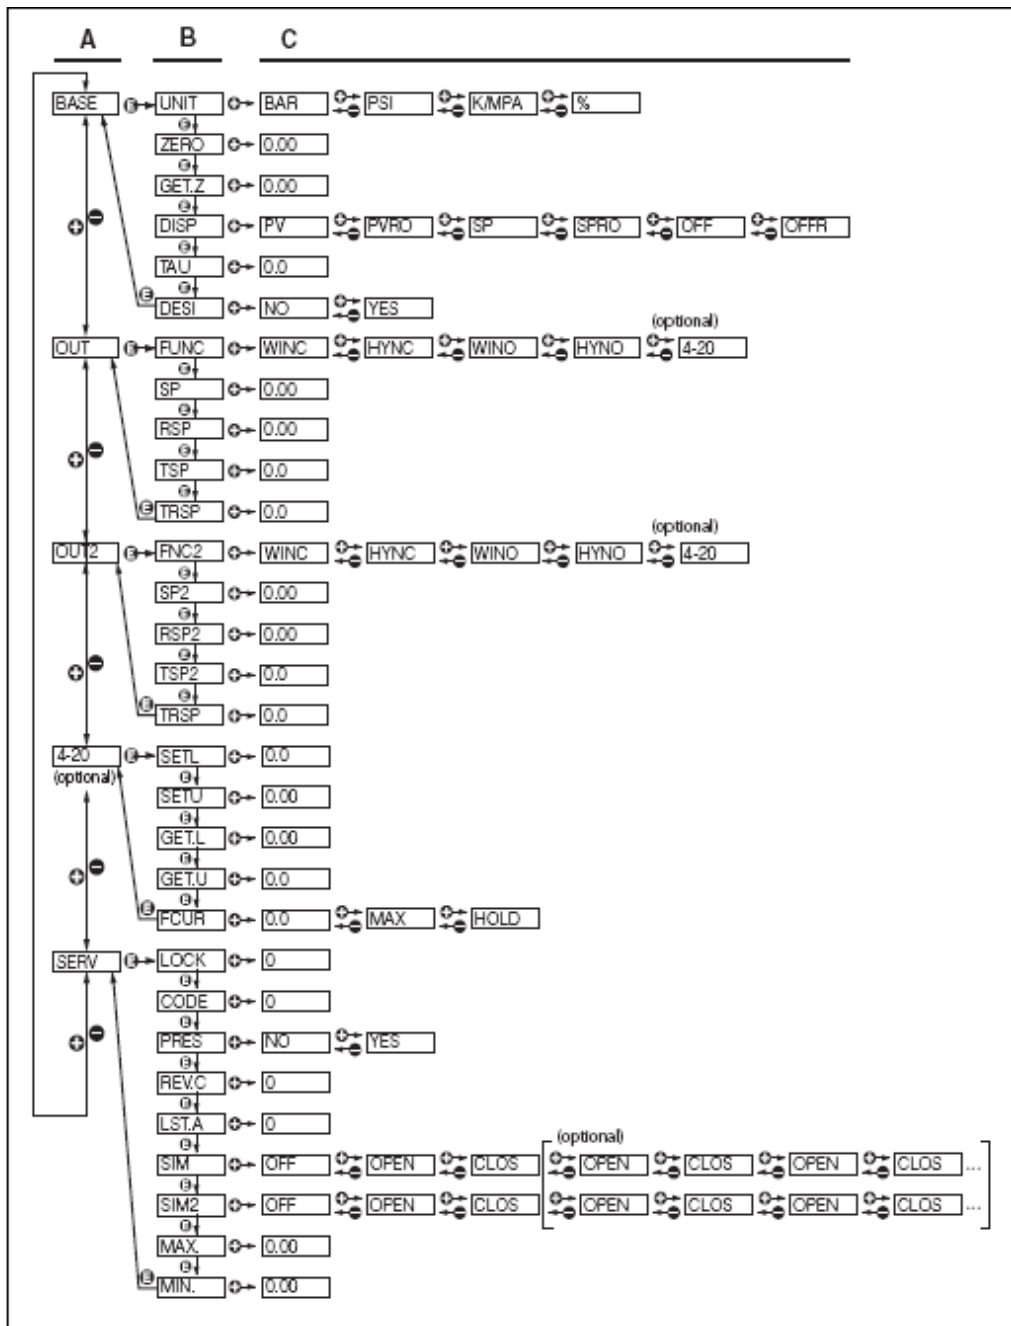 A B C
BASE E UNIT BAR PSI K/MPA %
E
ZERO 0.00
E
GET.Z 0.00
E
DISP PV PVRO SP SPRO OFF OFFR
E
TAU 0.0
E E
DESI NO YES
(optional)
OUT E FUNC WINC HYNC WINO HYNO 4-20
E
SP 0.00
E
RSP 0.00
E
TSP 0.0
E E
TRSP 0.0
(optional)
OUT2 E FNC2 WINC HYNC WINO HYNO 4-20
E
SP2 0.00
E
RSP2 0.00
E
TSP2 0.0
E E
TRSP 0.0
4-20 E SETL 0.0
(optional) E
SETU 0.00
E
GET.L 0.00
E
GET.U 0.0
E E
FCUR 0.0 MAX HOLD
SERV E LOCK 0
E
CODE 0
E
PRES NO YES
E
REV.C 0
E
LST.A 0
E (optional)
SIM OFF OPEN CLOS OPEN CLOS OPEN CLOS ...
E
SIM2 OFF OPEN CLOS OPEN CLOS OPEN CLOS ...
E
MAX. 0.00
E E
MIN. 0.00